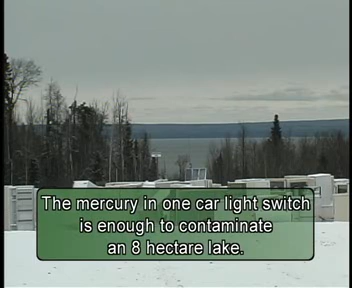 The mercury in one car light switch
is enough to contaminate
an 8 hectare lake.